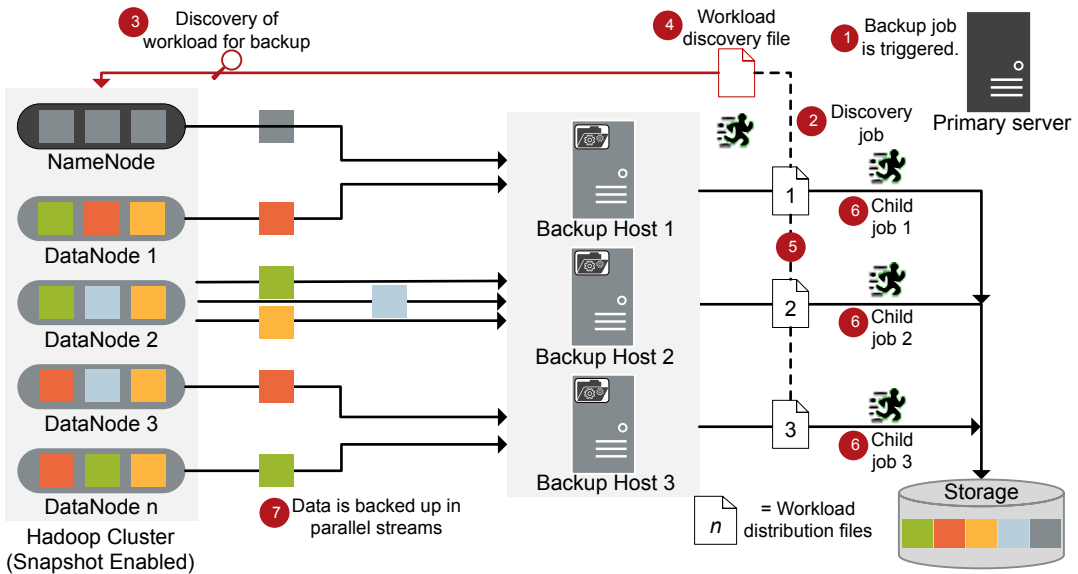 3 Discovery of
workload for backup
4 Workload
discovery file
1 Backup job
is triggered.
Primary server
2 Discovery
job
NameNode
DataNode 1
DataNode 2
DataNode 3
DataNode n
Hadoop Cluster
(Snapshot Enabled)
7 Data is backed up in
parallel streams
Backup Host 1
Backup Host 2
Backup Host 3
1
5
2
3
6 Child
job 1
6 Child
job 2
6 Child
job 3
n
= Workload
distribution files
Storage